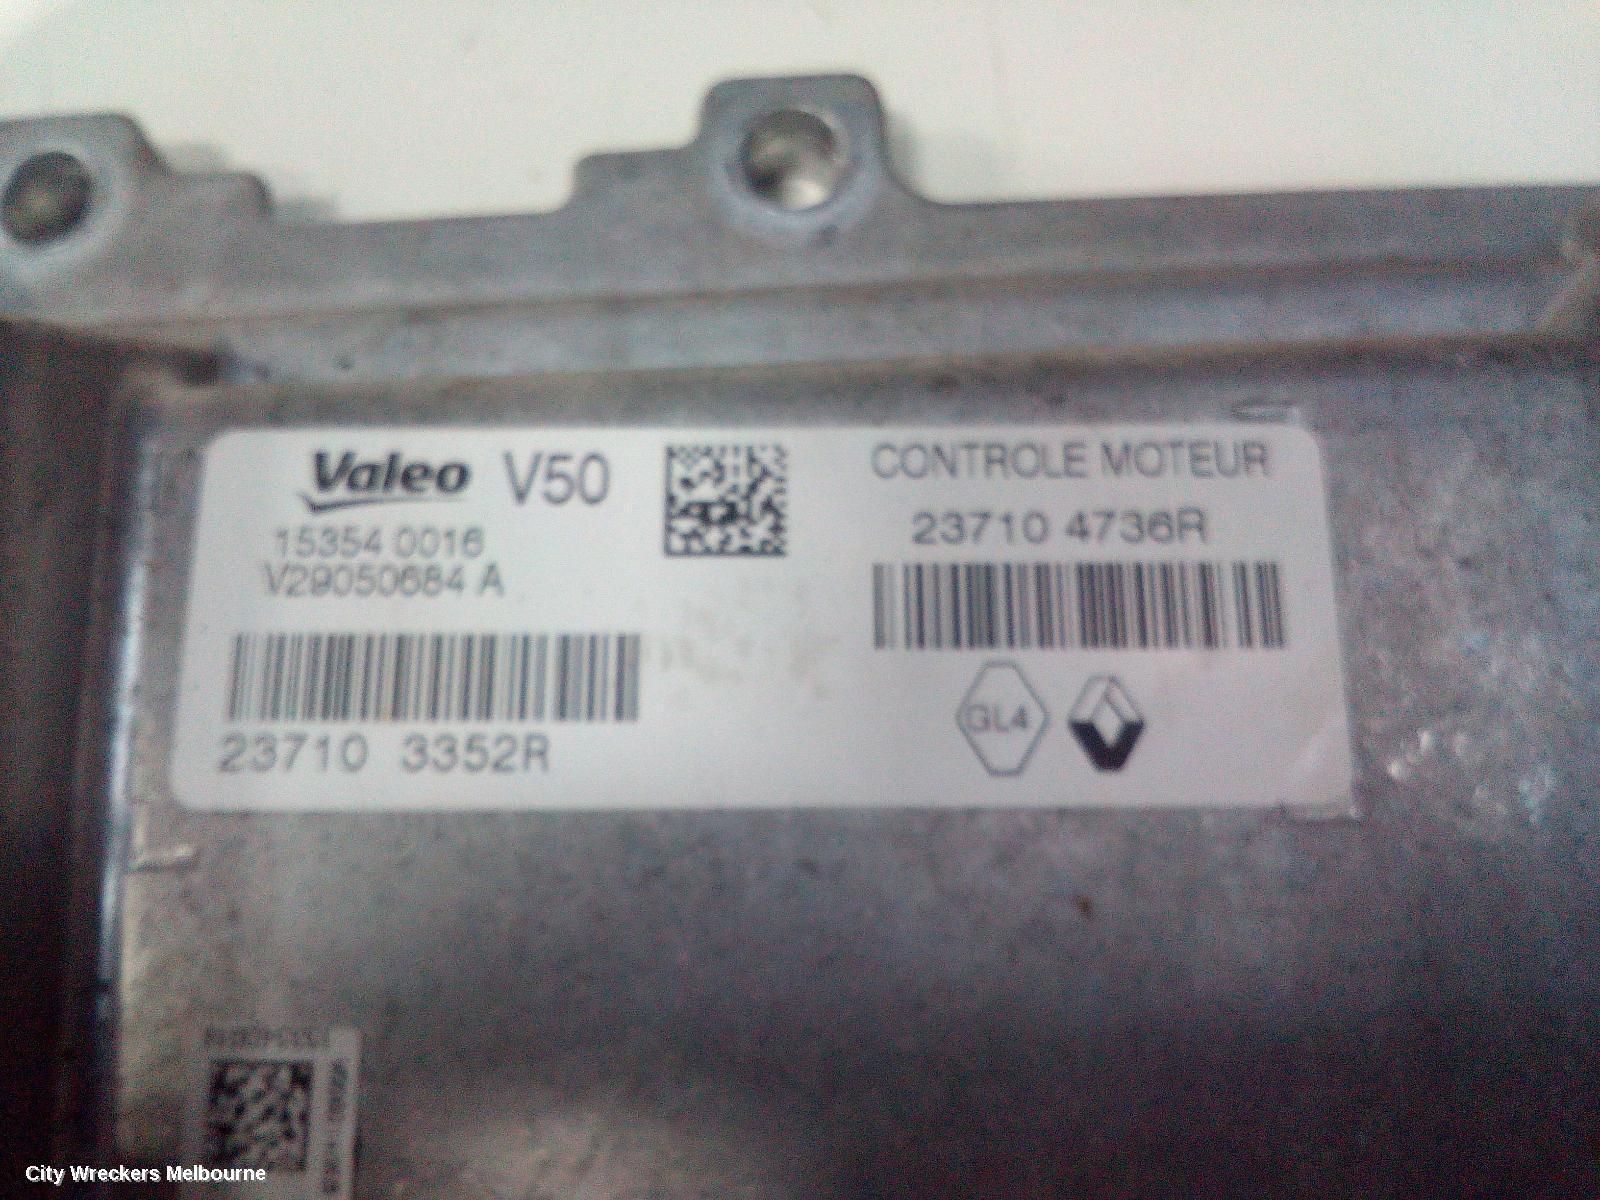 Valeo V50
15354 0016
V29050684 A
23710 3352R
CONTROLE MOTEUR
23710 4736R
GL4
City Wreckers Melbourne